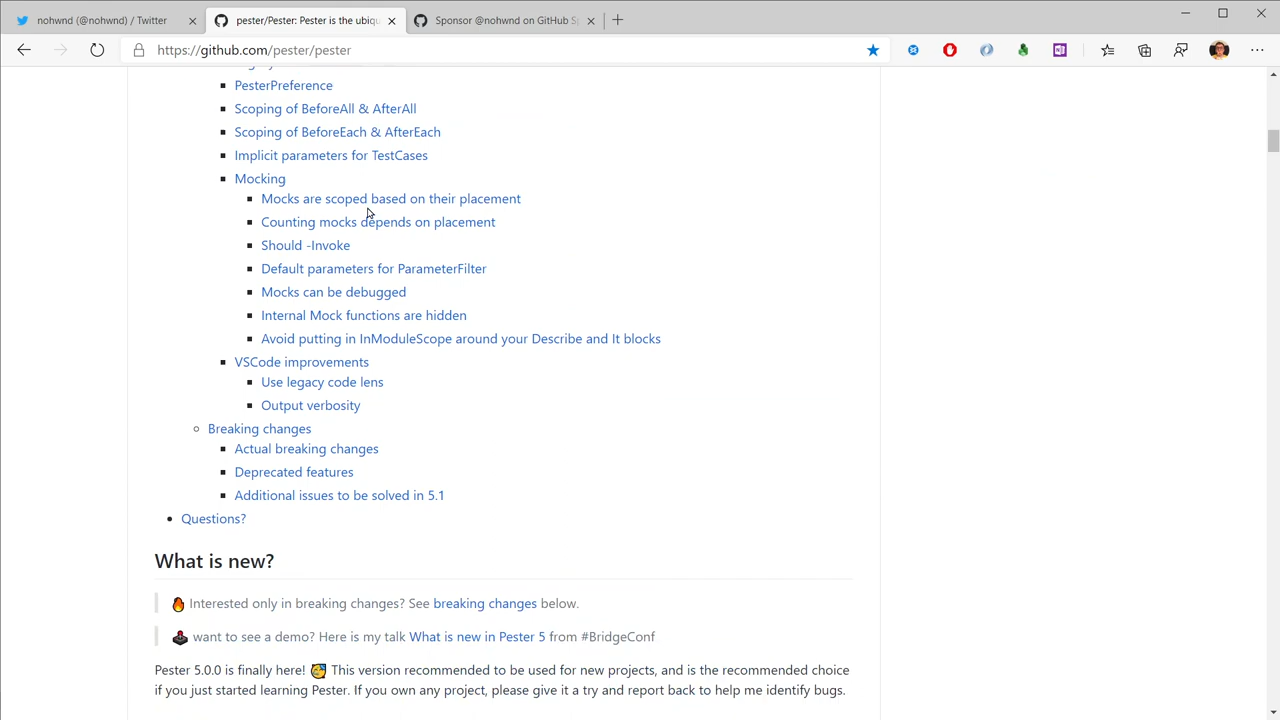 nohwnd (@nohwnd) / Twitter
pester/Pester: Pester is the ubiqu
Sponsor @nohwnd on GitHub Sp
https://github.com/pester/pester
PesterPreference
Scoping of BeforeAll & AfterAll
Scoping of BeforeEach & AfterEach
Implicit parameters for TestCases
Mocking
Mocks are scoped based on their placement
Counting mocks depends on placement
Should -Invoke
Default parameters for ParameterFilter
Mocks can be debugged
Internal Mock functions are hidden
Avoid putting in InModuleScope around your Describe and It blocks
VSCode improvements
Use legacy code lens
Output verbosity
Breaking changes
Actual breaking changes
Deprecated features
Additional issues to be solved in 5.1
Questions?
What is new?
🔥 Interested only in breaking changes? See breaking changes below.
🕹 want to see a demo? Here is my talk What is new in Pester 5 from #BridgeConf
Pester 5.0.0 is finally here! 🥳 This version recommended to be used for new projects, and is the recommended choice
if you just started learning Pester. If you own any project, please give it a try and report back to help me identify bugs.